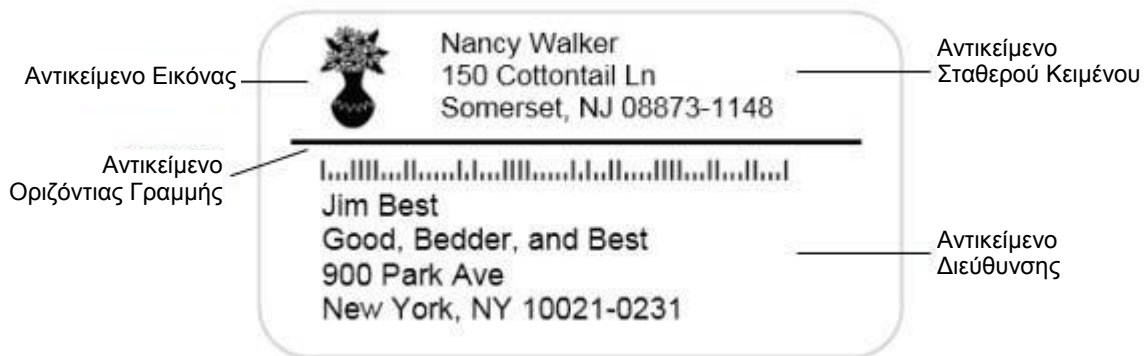 Αντικείμενο Εικόνας
Nancy Walker
150 Cottontail Ln
Somerset, NJ 08873-1148
Αντικείμενο
Σταθερού Κειμένου
Αντικείμενο
Οριζόντιας Γραμμής
Jim Best
Good, Bedder, and Best
900 Park Ave
New York, NY 10021-0231
Αντικείμενο
Διεύθυνσης